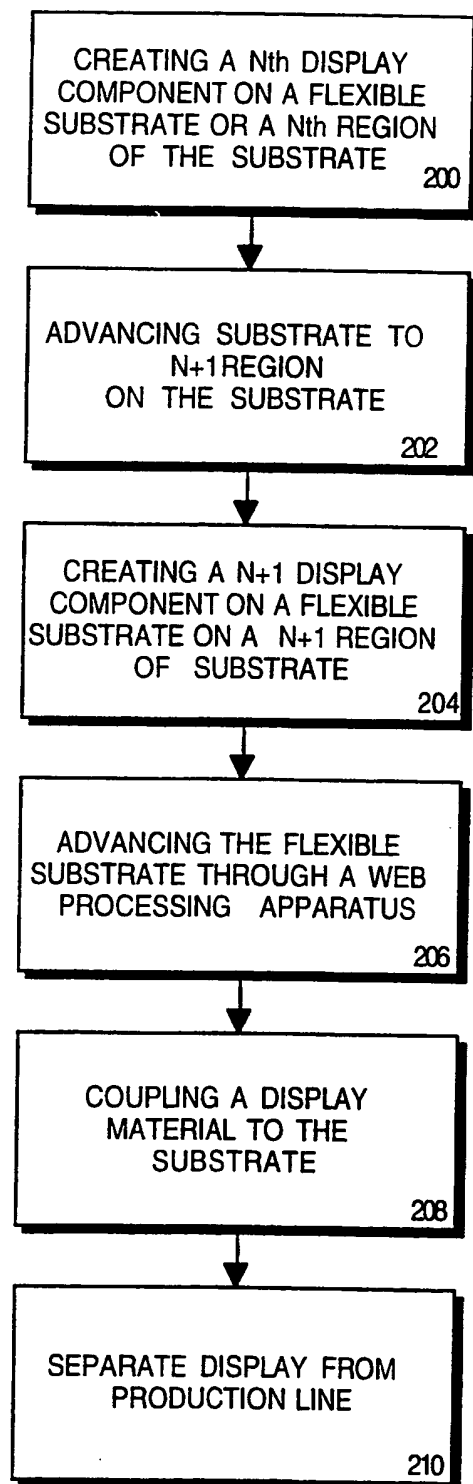 CREATING A Nth DISPLAY
COMPONENT ON A FLEXIBLE
SUBSTRATE OR A Nth REGION
OF THE SUBSTRATE
200
ADVANCING SUBSTRATE TO
N+1 REGION
ON THE SUBSTRATE
202
CREATING A N+1 DISPLAY
COMPONENT ON A FLEXIBLE
SUBSTRATE ON A N+1 REGION
OF SUBSTRATE
204
ADVANCING THE FLEXIBLE
SUBSTRATE THROUGH A WEB
PROCESSING APPARATUS
206
COUPLING A DISPLAY
MATERIAL TO THE
SUBSTRATE
208
SEPARATE DISPLAY FROM
PRODUCTION LINE
210